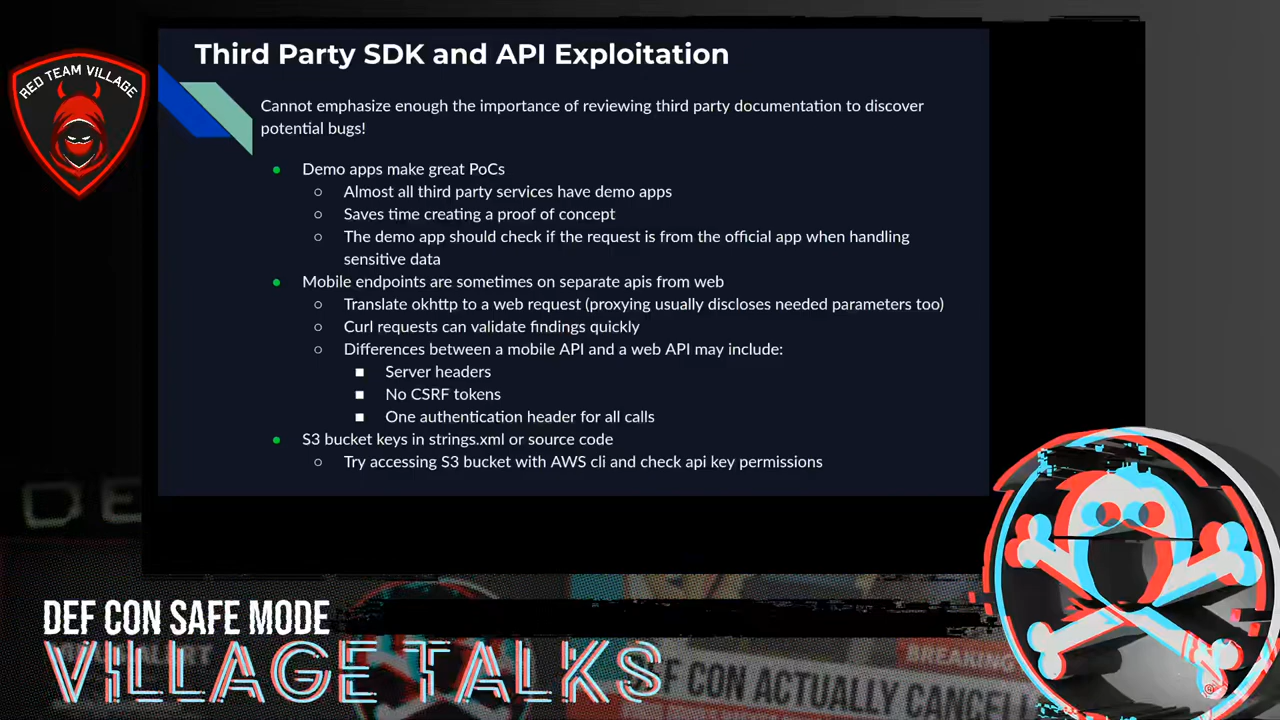 RED TEAM VILLAGE
Third Party SDK and API Exploitation
Cannot emphasize enough the importance of reviewing third party documentation to discover
potential bugs!
● Demo apps make great PoCs
○ Almost all third party services have demo apps
○ Saves time creating a proof of concept
○ The demo app should check if the request is from the official app when handling
sensitive data
● Mobile endpoints are sometimes on separate apis from web
○ Translate okhttp to a web request (proxying usually discloses needed parameters too)
○ Curl requests can validate findings quickly
○ Differences between a mobile API and a web API may include:
■ Server headers
■ No CSRF tokens
■ One authentication header for all calls
● S3 bucket keys in strings.xml or source code
○ Try accessing S3 bucket with AWS cli and check api key permissions
DEF CON SAFE MODE
VILLAGE TALKS
BREAKING
DEF CON ACTUALLY CANCEL